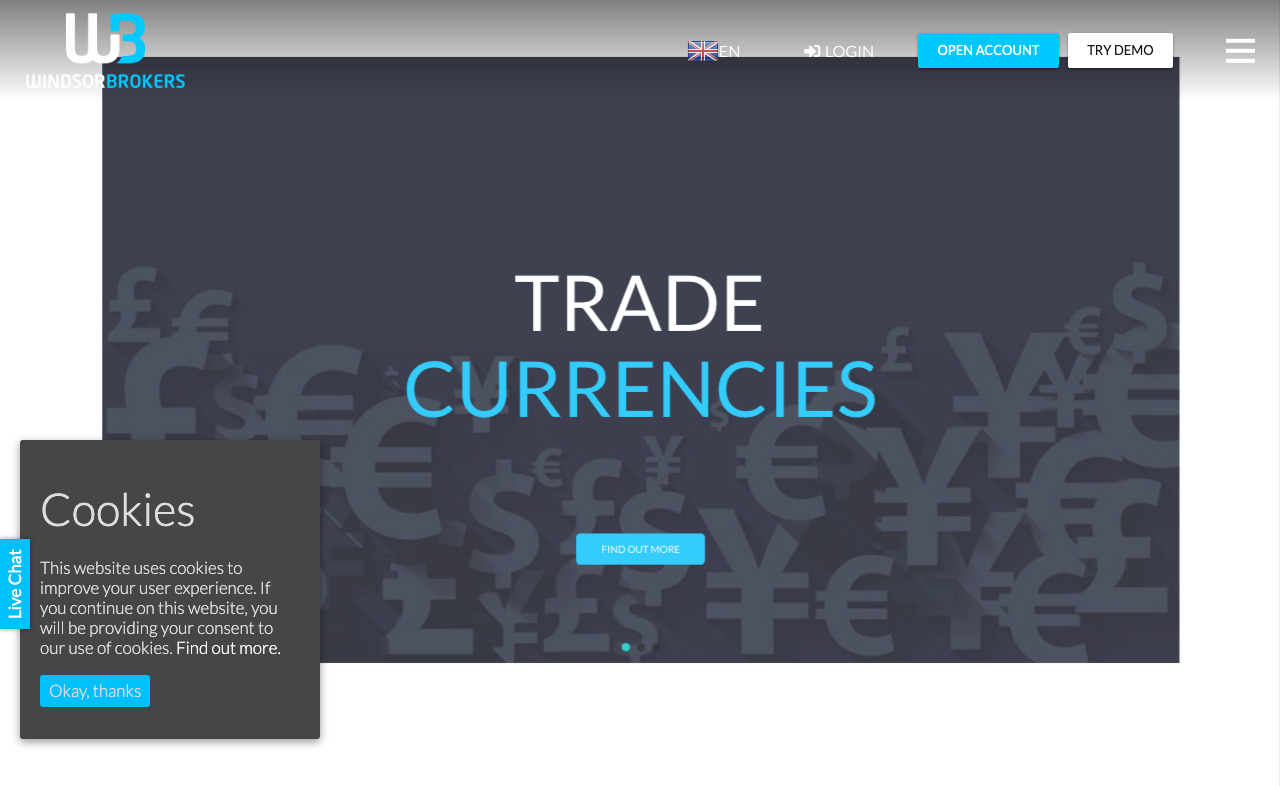 WB
WINDSORBROKERS
EN
LOGIN
OPEN ACCOUNT
TRY DEMO
TRADE
CURRENCIES
FIND OUT MORE
Live Chat
Cookies
This website uses cookies to
improve your user experience. If
you continue on this website, you
will be providing your consent to
our use of cookies. Find out more.
Okay, thanks